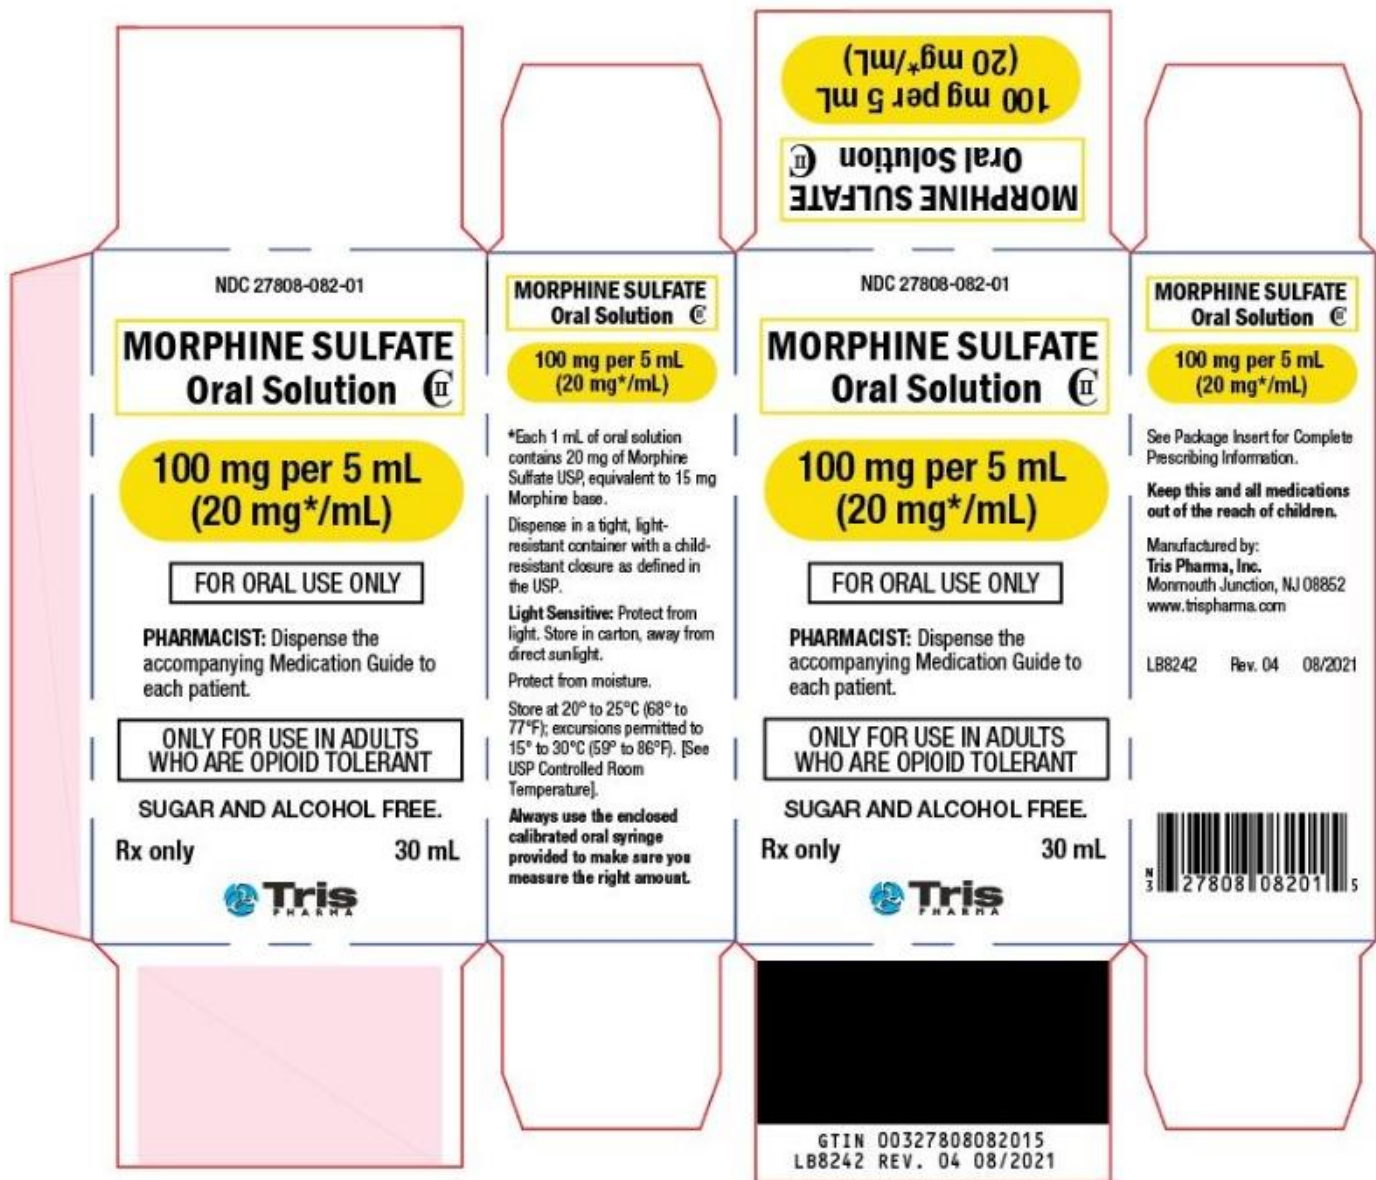 100 mg per 5 mL
(20 mg*/mL)
MORPHINE SULFATE
Oral Solution CII
NDC 27808-082-01
MORPHINE SULFATE
Oral Solution CII
100 mg per 5 mL
(20 mg*/mL)
FOR ORAL USE ONLY
PHARMACIST: Dispense the
accompanying Medication Guide to
each patient.
ONLY FOR USE IN ADULTS
WHO ARE OPIOID TOLERANT
SUGAR AND ALCOHOL FREE.
Rx only 30 mL
Tris
PHARMA
MORPHINE SULFATE
Oral Solution CII
100 mg per 5 mL
(20 mg*/mL)
*Each 1 mL of oral solution
contains 20 mg of Morphine
Sulfate USP, equivalent to 15 mg
Morphine base.
Dispense in a tight, light-
resistant container with a child-
resistant closure as defined in
the USP.
Light Sensitive: Protect from
light. Store in carton, away from
direct sunlight.
Protect from moisture.
Store at 20° to 25°C (68° to
77°F); excursions permitted to
15° to 30°C (59° to 86°F). [See
USP Controlled Room
Temperature].
Always use the enclosed
calibrated oral syringe
provided to make sure you
measure the right amount.
NDC 27808-082-01
MORPHINE SULFATE
Oral Solution CII
100 mg per 5 mL
(20 mg*/mL)
FOR ORAL USE ONLY
PHARMACIST: Dispense the
accompanying Medication Guide to
each patient.
ONLY FOR USE IN ADULTS
WHO ARE OPIOID TOLERANT
SUGAR AND ALCOHOL FREE.
Rx only 30 mL
Tris
PHARMA
MORPHINE SULFATE
Oral Solution CII
100 mg per 5 mL
(20 mg*/mL)
See Package Insert for Complete
Prescribing Information.
Keep this and all medications
out of the reach of children.
Manufactured by:
Tris Pharma, Inc.
Monmouth Junction, NJ 08852
www.trispharma.com
LB8242 Rev. 04 08/2021
N
3 27808 08201 5
GTIN 00327808082015
LB8242 REV. 04 08/2021